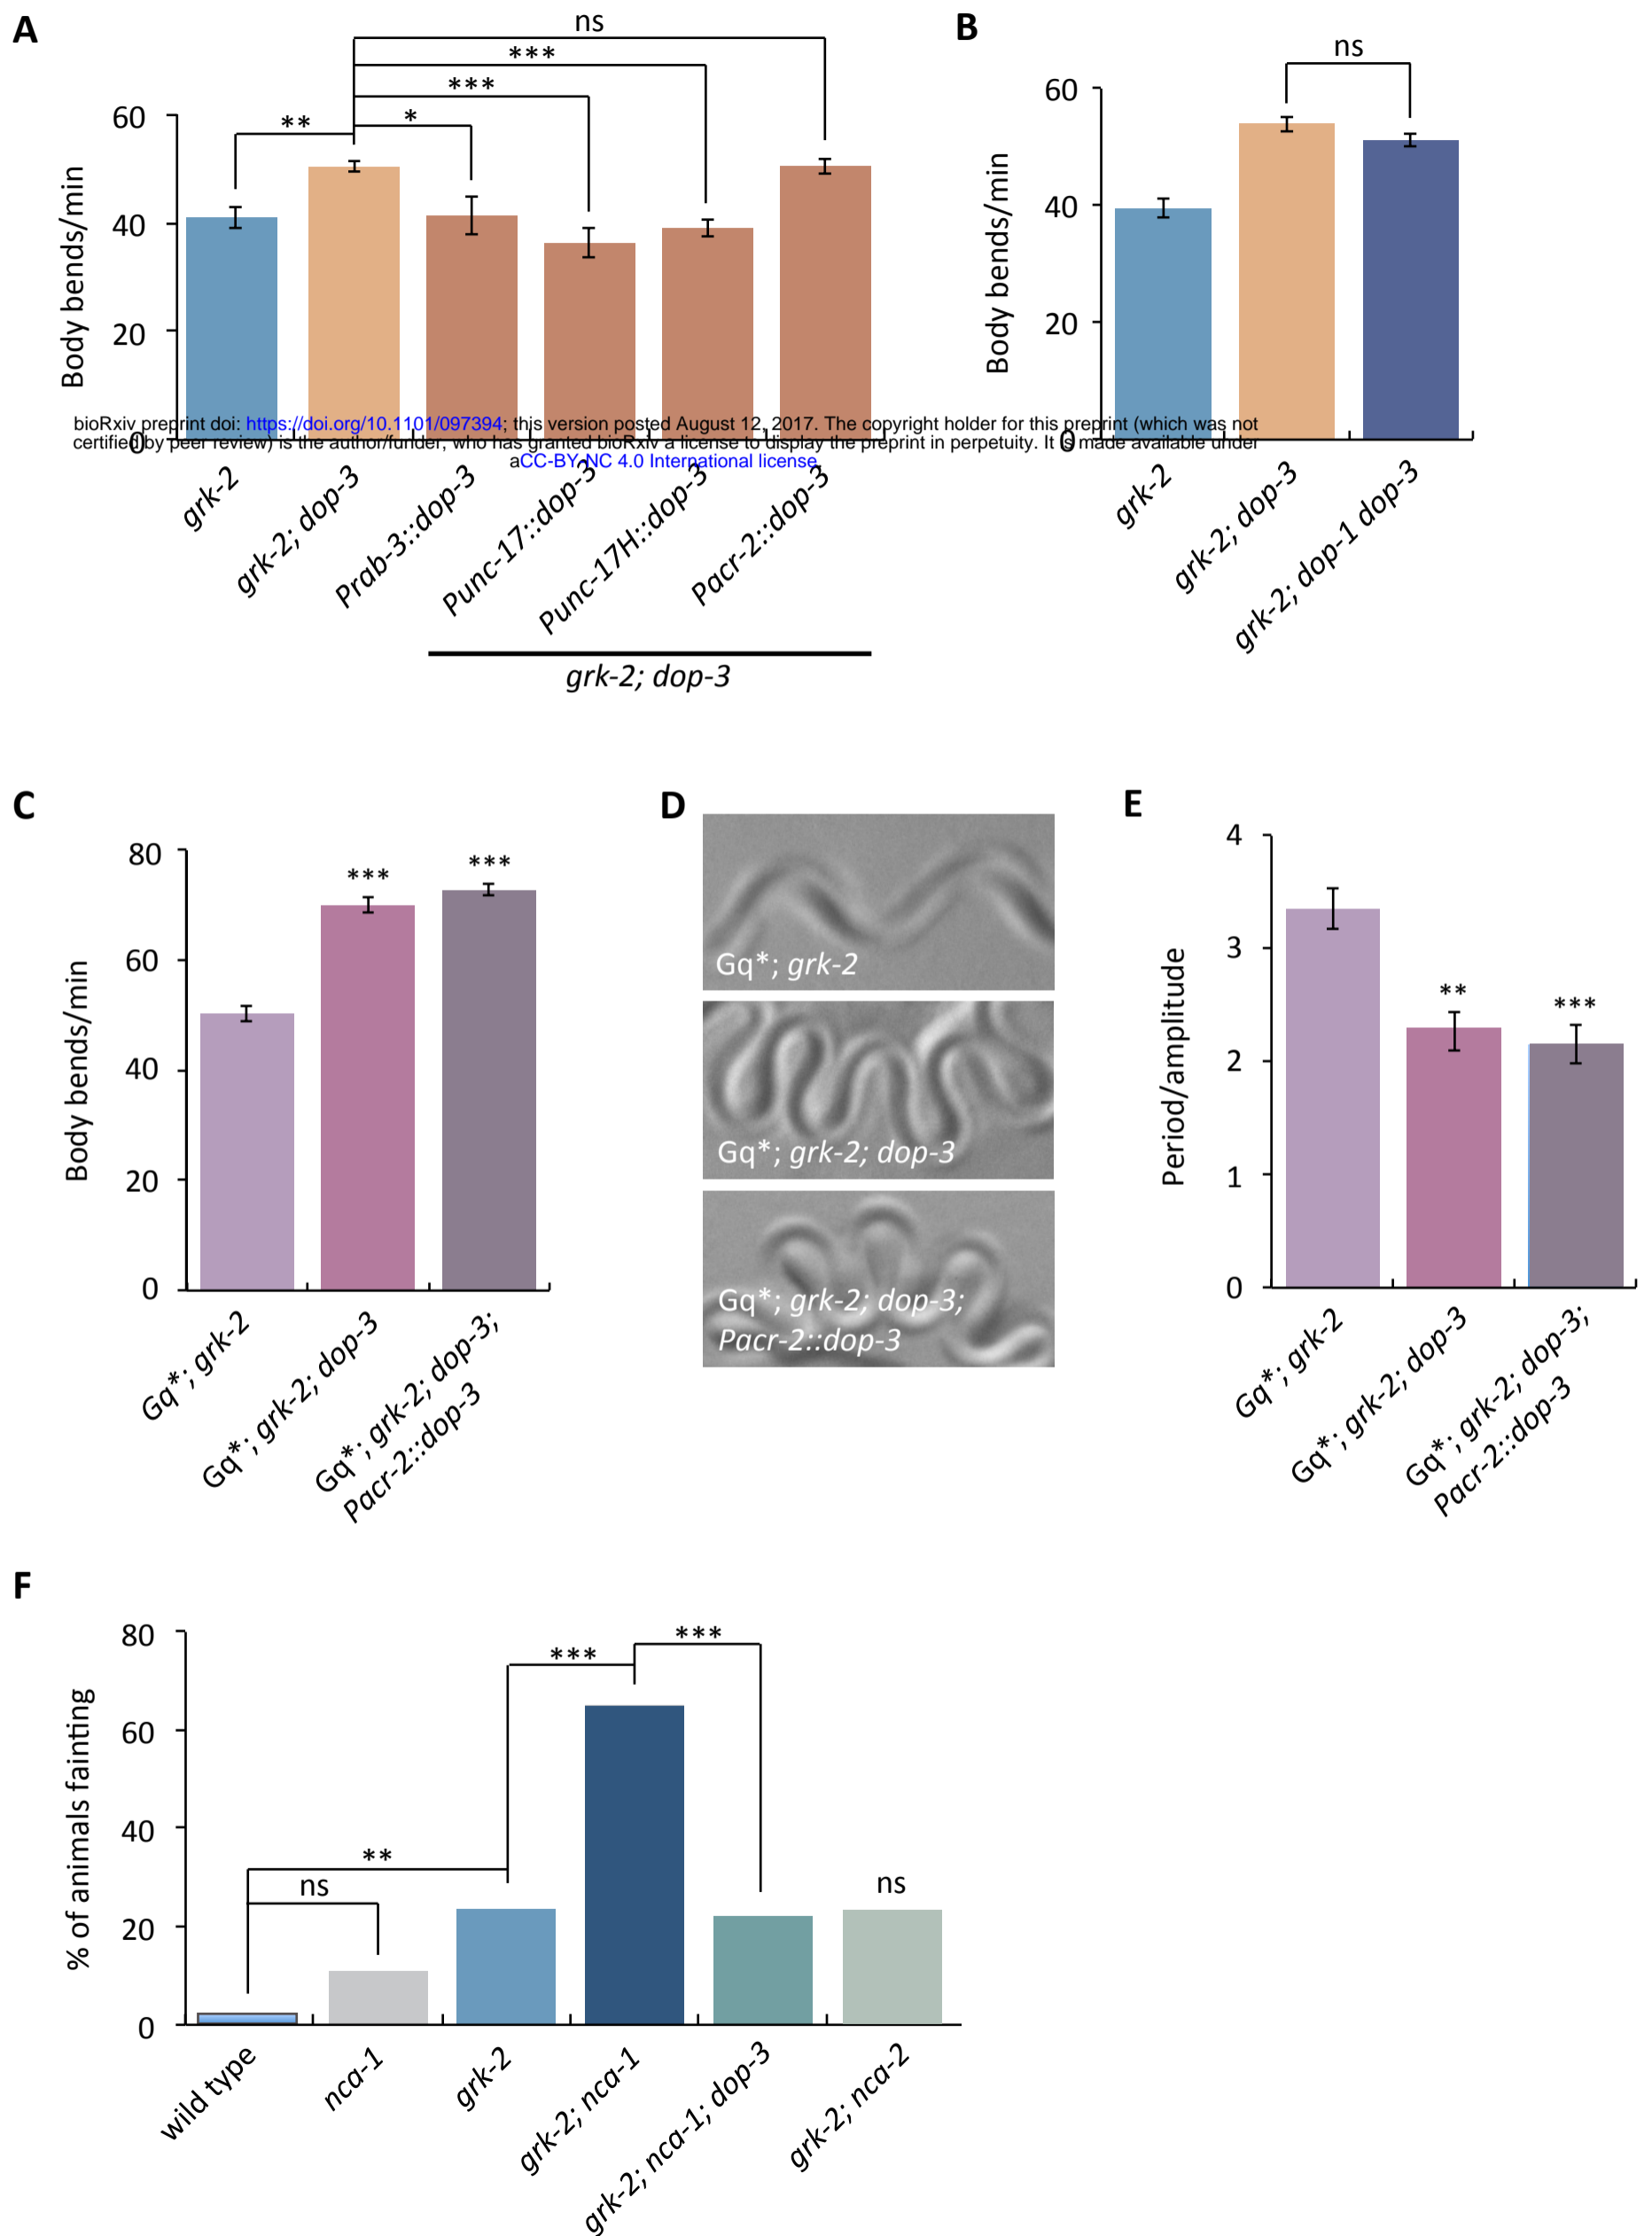 A
ns
***
***
**
*
60
40
20
0
Body bends/min
grk-2
grk-2; dop-3
Prab-3::dop-3
Punc-17::dop-3
Punc-17H::dop-3
Pacr-2::dop-3
grk-2; dop-3
B
ns
60
40
20
0
Body bends/min
grk-2
grk-2; dop-3
grk-2; dop-1 dop-3
bioRxiv preprint doi: https://doi.org/10.1101/097394; this version posted August 12, 2017. The copyright holder for this preprint (which was not
certified by peer review) is the author/funder, who has granted bioRxiv a license to display the preprint in perpetuity. It is made available under
aCC-BY-NC 4.0 International license.
C
80
60
40
20
0
Body bends/min
***
***
Gq*; grk-2
Gq*; grk-2; dop-3
Gq*; grk-2; dop-3;
Pacr-2::dop-3
D
Gq*; grk-2
Gq*; grk-2; dop-3
Gq*; grk-2; dop-3;
Pacr-2::dop-3
E
4
3
2
1
0
Period/amplitude
**
***
Gq*; grk-2
Gq*; grk-2; dop-3
Gq*; grk-2; dop-3;
Pacr-2::dop-3
F
80
60
40
20
0
% of animals fainting
***
***
**
ns
ns
wild type
nca-1
grk-2
grk-2; nca-1
grk-2; nca-1; dop-3
grk-2; nca-2